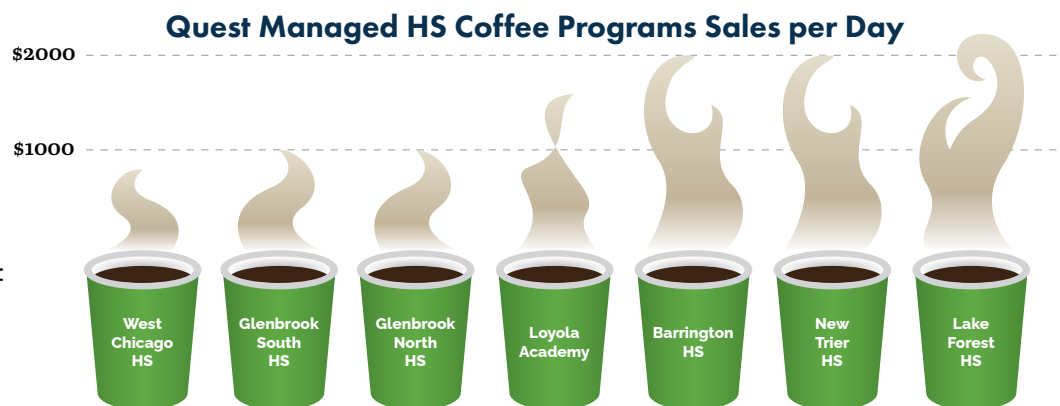 Quest Managed HS Coffee Programs Sales per Day
$2000
$1000
West
Chicago
HS
Glenbrook
South
HS
Glenbrook
North
HS
Loyola
Academy
Barrington
HS
New
Trier
HS
Lake
Forest
HS